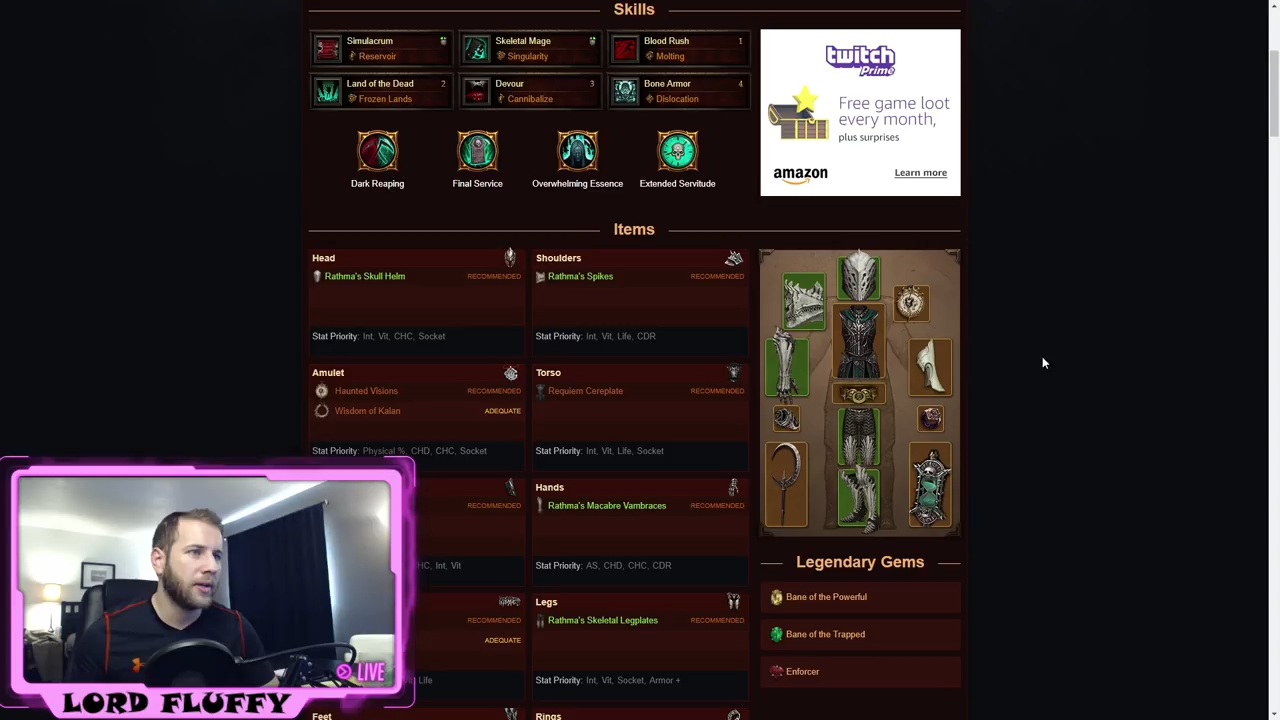 Skills
Simulacrum
Reservoir
Skeletal Mage
Singularity
Blood Rush 1
Molting
Land of the Dead 2
Frozen Lands
Devour 3
Cannibalize
Bone Armor 4
Dislocation
Dark Reaping
Final Service
Overwhelming Essence
Extended Servitude
twitch
Prime
Free game loot
every month,
plus surprises
amazon
Learn more
Items
Head
Rathma's Skull Helm RECOMMENDED
Stat Priority: Int, Vit, CHC, Socket
Shoulders
Rathma's Spikes RECOMMENDED
Stat Priority: Int, Vit, Life, CDR
Amulet
Haunted Visions RECOMMENDED
Wisdom of Kalan ADEQUATE
Stat Priority: Physical %, CHD, CHC, Socket
Torso
Requiem Cereplate RECOMMENDED
Stat Priority: Int, Vit, Life, Socket
RECOMMENDED
HC, Int, Vit
Hands
Rathma's Macabre Vambraces RECOMMENDED
Stat Priority: AS, CHD, CHC, CDR
RECOMMENDED
ADEQUATE
Life
Legs
Rathma's Skeletal Legplates RECOMMENDED
Stat Priority: Int, Vit, Socket, Armor +
Feet
Rings
Legendary Gems
Bane of the Powerful
Bane of the Trapped
Enforcer
LIVE
LORD FLUFFY